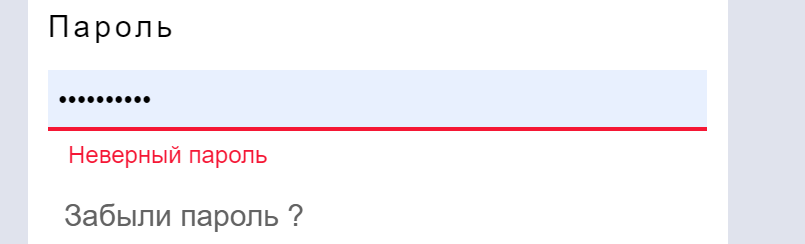 Пароль
••••••••••
Неверный пароль
Забыли пароль ?